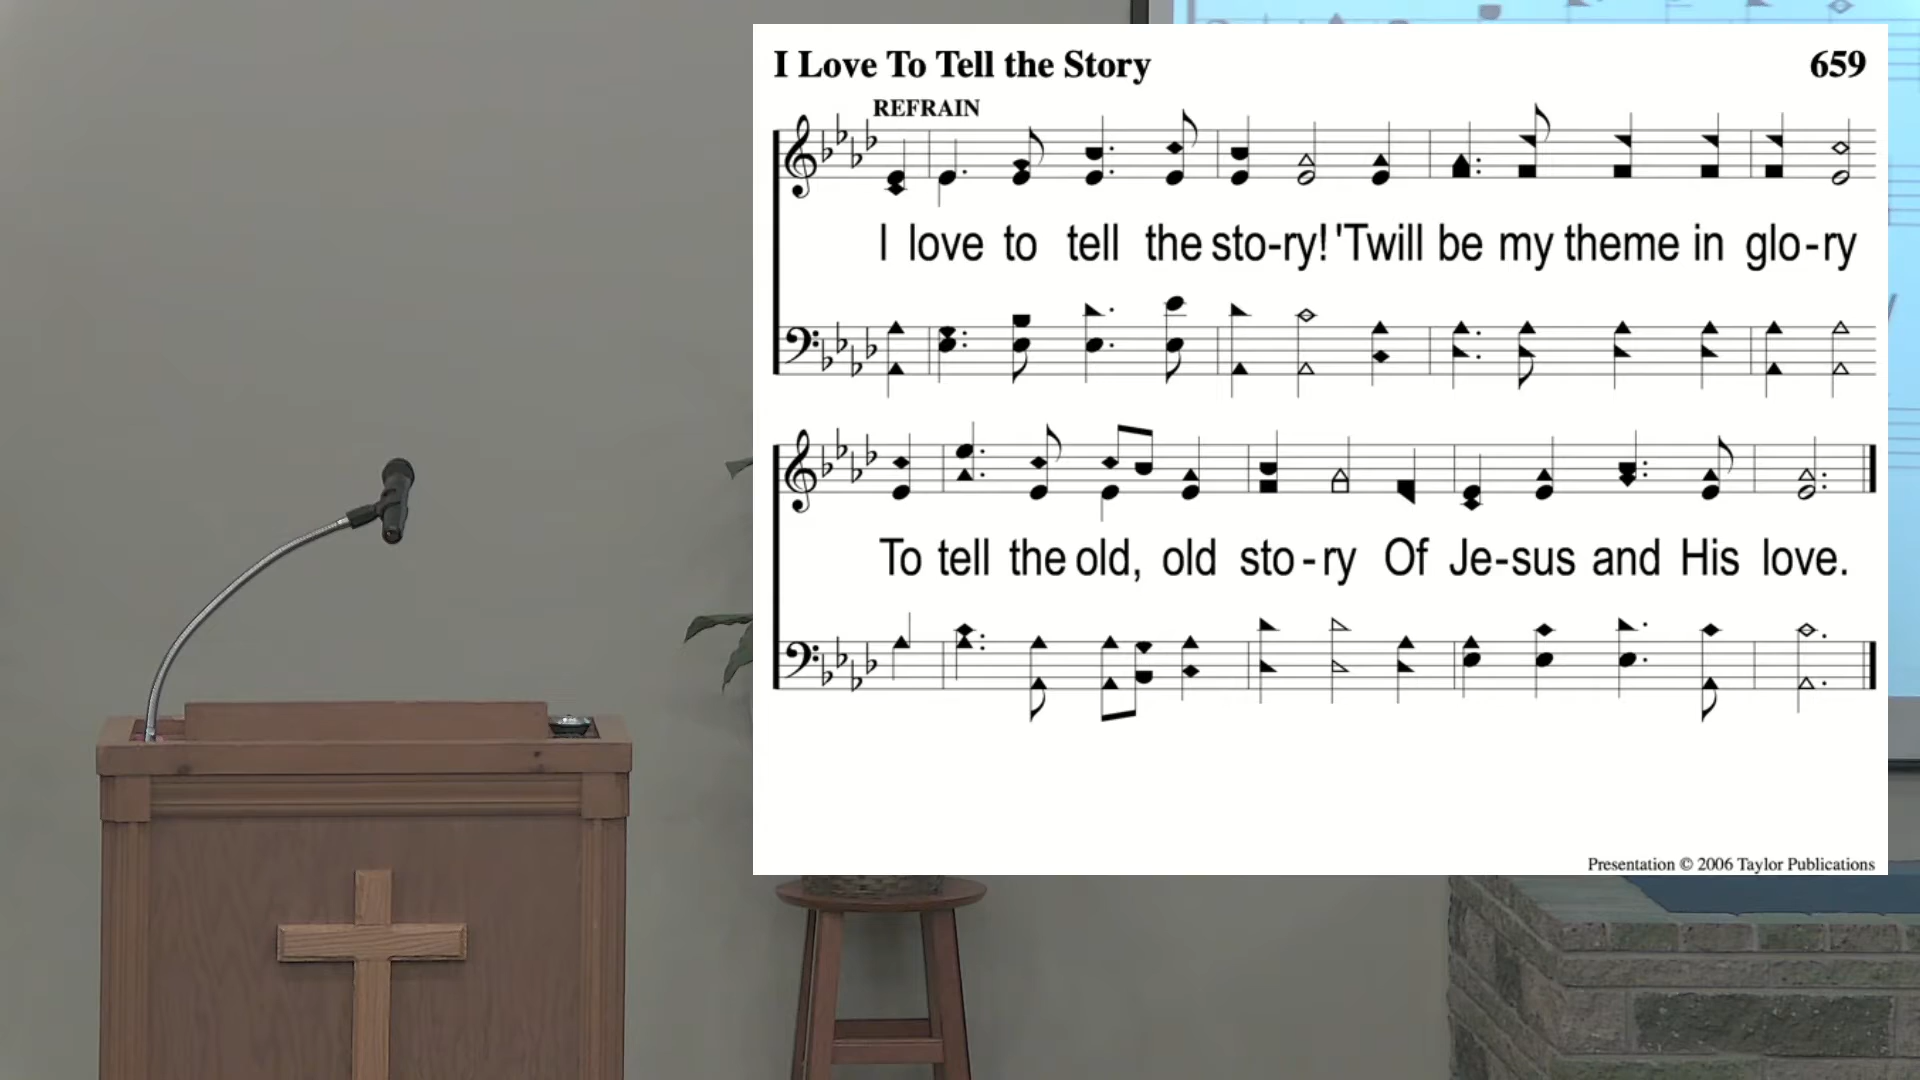 I Love To Tell the Story 659
REFRAIN
I love to tell the sto-ry! 'Twill be my theme in glo-ry
To tell the old, old sto-ry Of Je-sus and His love.
Presentation © 2006 Taylor Publications